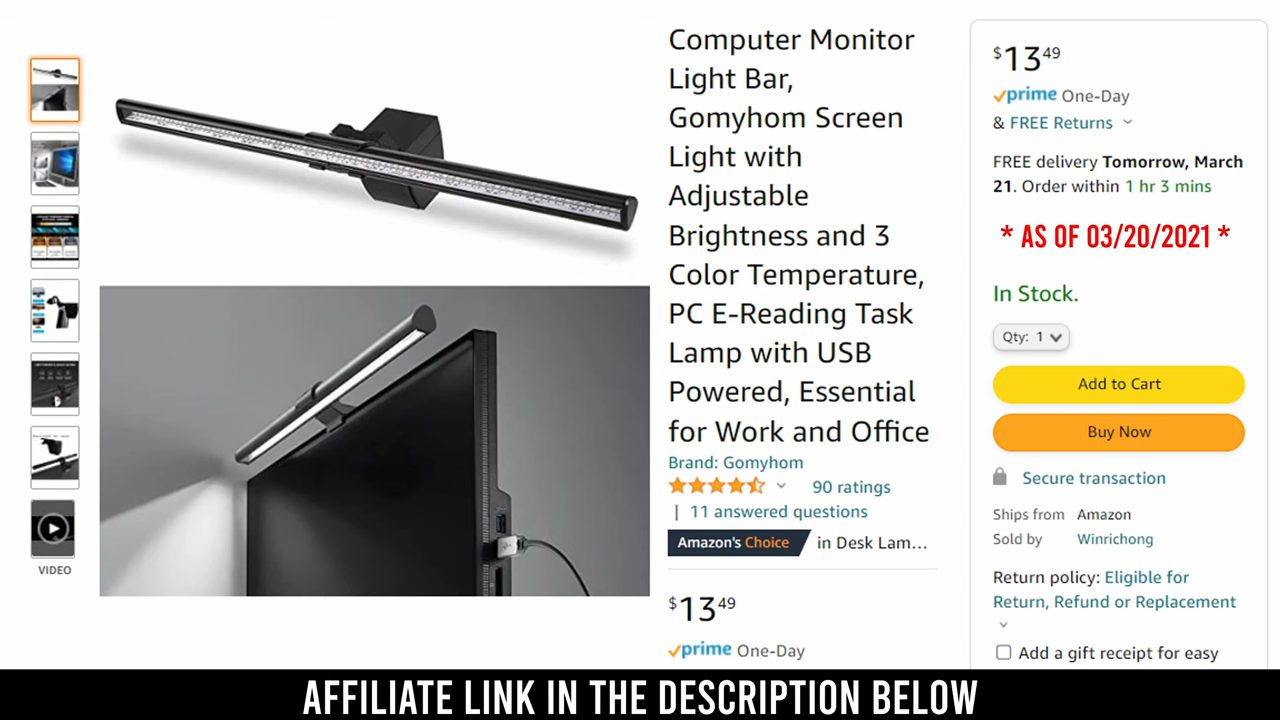 Computer Monitor
Light Bar,
Gomyhom Screen
Light with
Adjustable
Brightness and 3
Color Temperature,
PC E-Reading Task
Lamp with USB
Powered, Essential
for Work and Office
Brand: Gomyhom
90 ratings
| 11 answered questions
Amazon's Choice in Desk Lam...
$13 49
prime One-Day
VIDEO
$13 49
prime One-Day
& FREE Returns
FREE delivery Tomorrow, March
21. Order within 1 hr 3 mins
* AS OF 03/20/2021 *
In Stock.
Qty: 1
Add to Cart
Buy Now
Secure transaction
Ships from Amazon
Sold by Winrichong
Return policy: Eligible for
Return, Refund or Replacement
Add a gift receipt for easy
AFFILIATE LINK IN THE DESCRIPTION BELOW